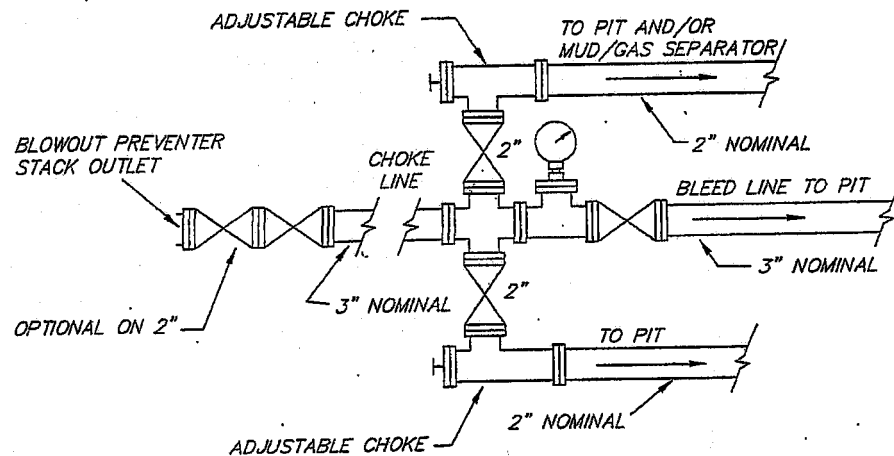 ADJUSTABLE CHOKE
TO PIT AND/OR
MUD/GAS SEPARATOR
2" NOMINAL
BLOWOUT PREVENTER
STACK OUTLET
CHOKE
LINE
2"
BLEED LINE TO PIT
3" NOMINAL
OPTIONAL ON 2"
3" NOMINAL
2"
TO PIT
2" NOMINAL
ADJUSTABLE CHOKE